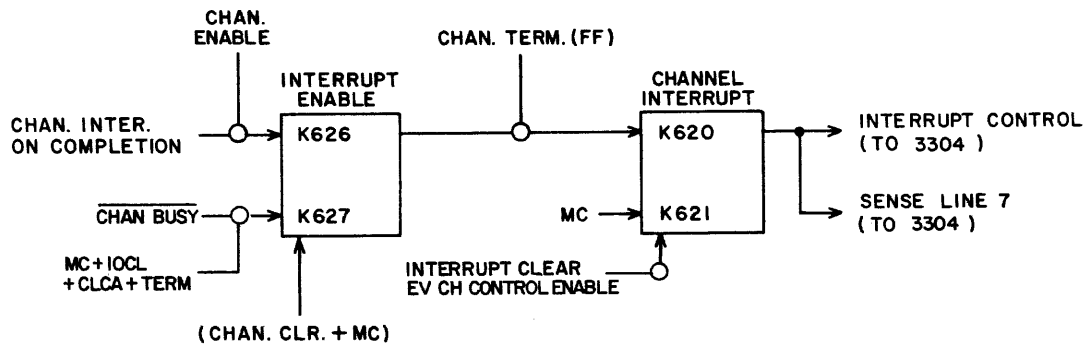 CHAN.
ENABLE
CHAN. TERM. (FF)
INTERRUPT
ENABLE
CHANNEL
INTERRUPT
CHAN. INTER.
ON COMPLETION
K626
K620
INTERRUPT CONTROL
(TO 3304)
CHAN BUSY
K627
MC
K621
SENSE LINE 7
(TO 3304)
MC+IOCL
+CLCA+TERM
INTERRUPT CLEAR
EV CH CONTROL ENABLE
(CHAN. CLR. + MC)